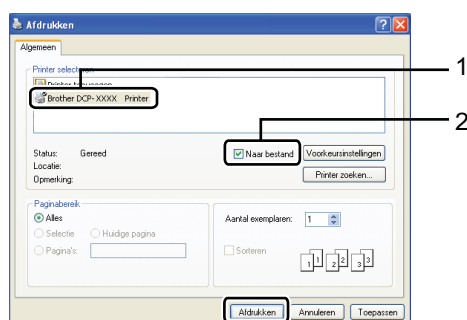 Afdrukken
Algemeen
1
Printer selecteren
Printer toevoegen
Brother DCP-XXXX Printer
2
Status: Gereed
Naar bestand
Voorkeursinstellingen
Locatie:
Opmerking:
Printer zoeken...
Paginabereik
Alles
Selectie
Huidige pagina
Pagina's:
Aantal exemplaren: 1
Sorteren
1 1 2 2 3 3
Afdrukken
Annuleren
Toepassen